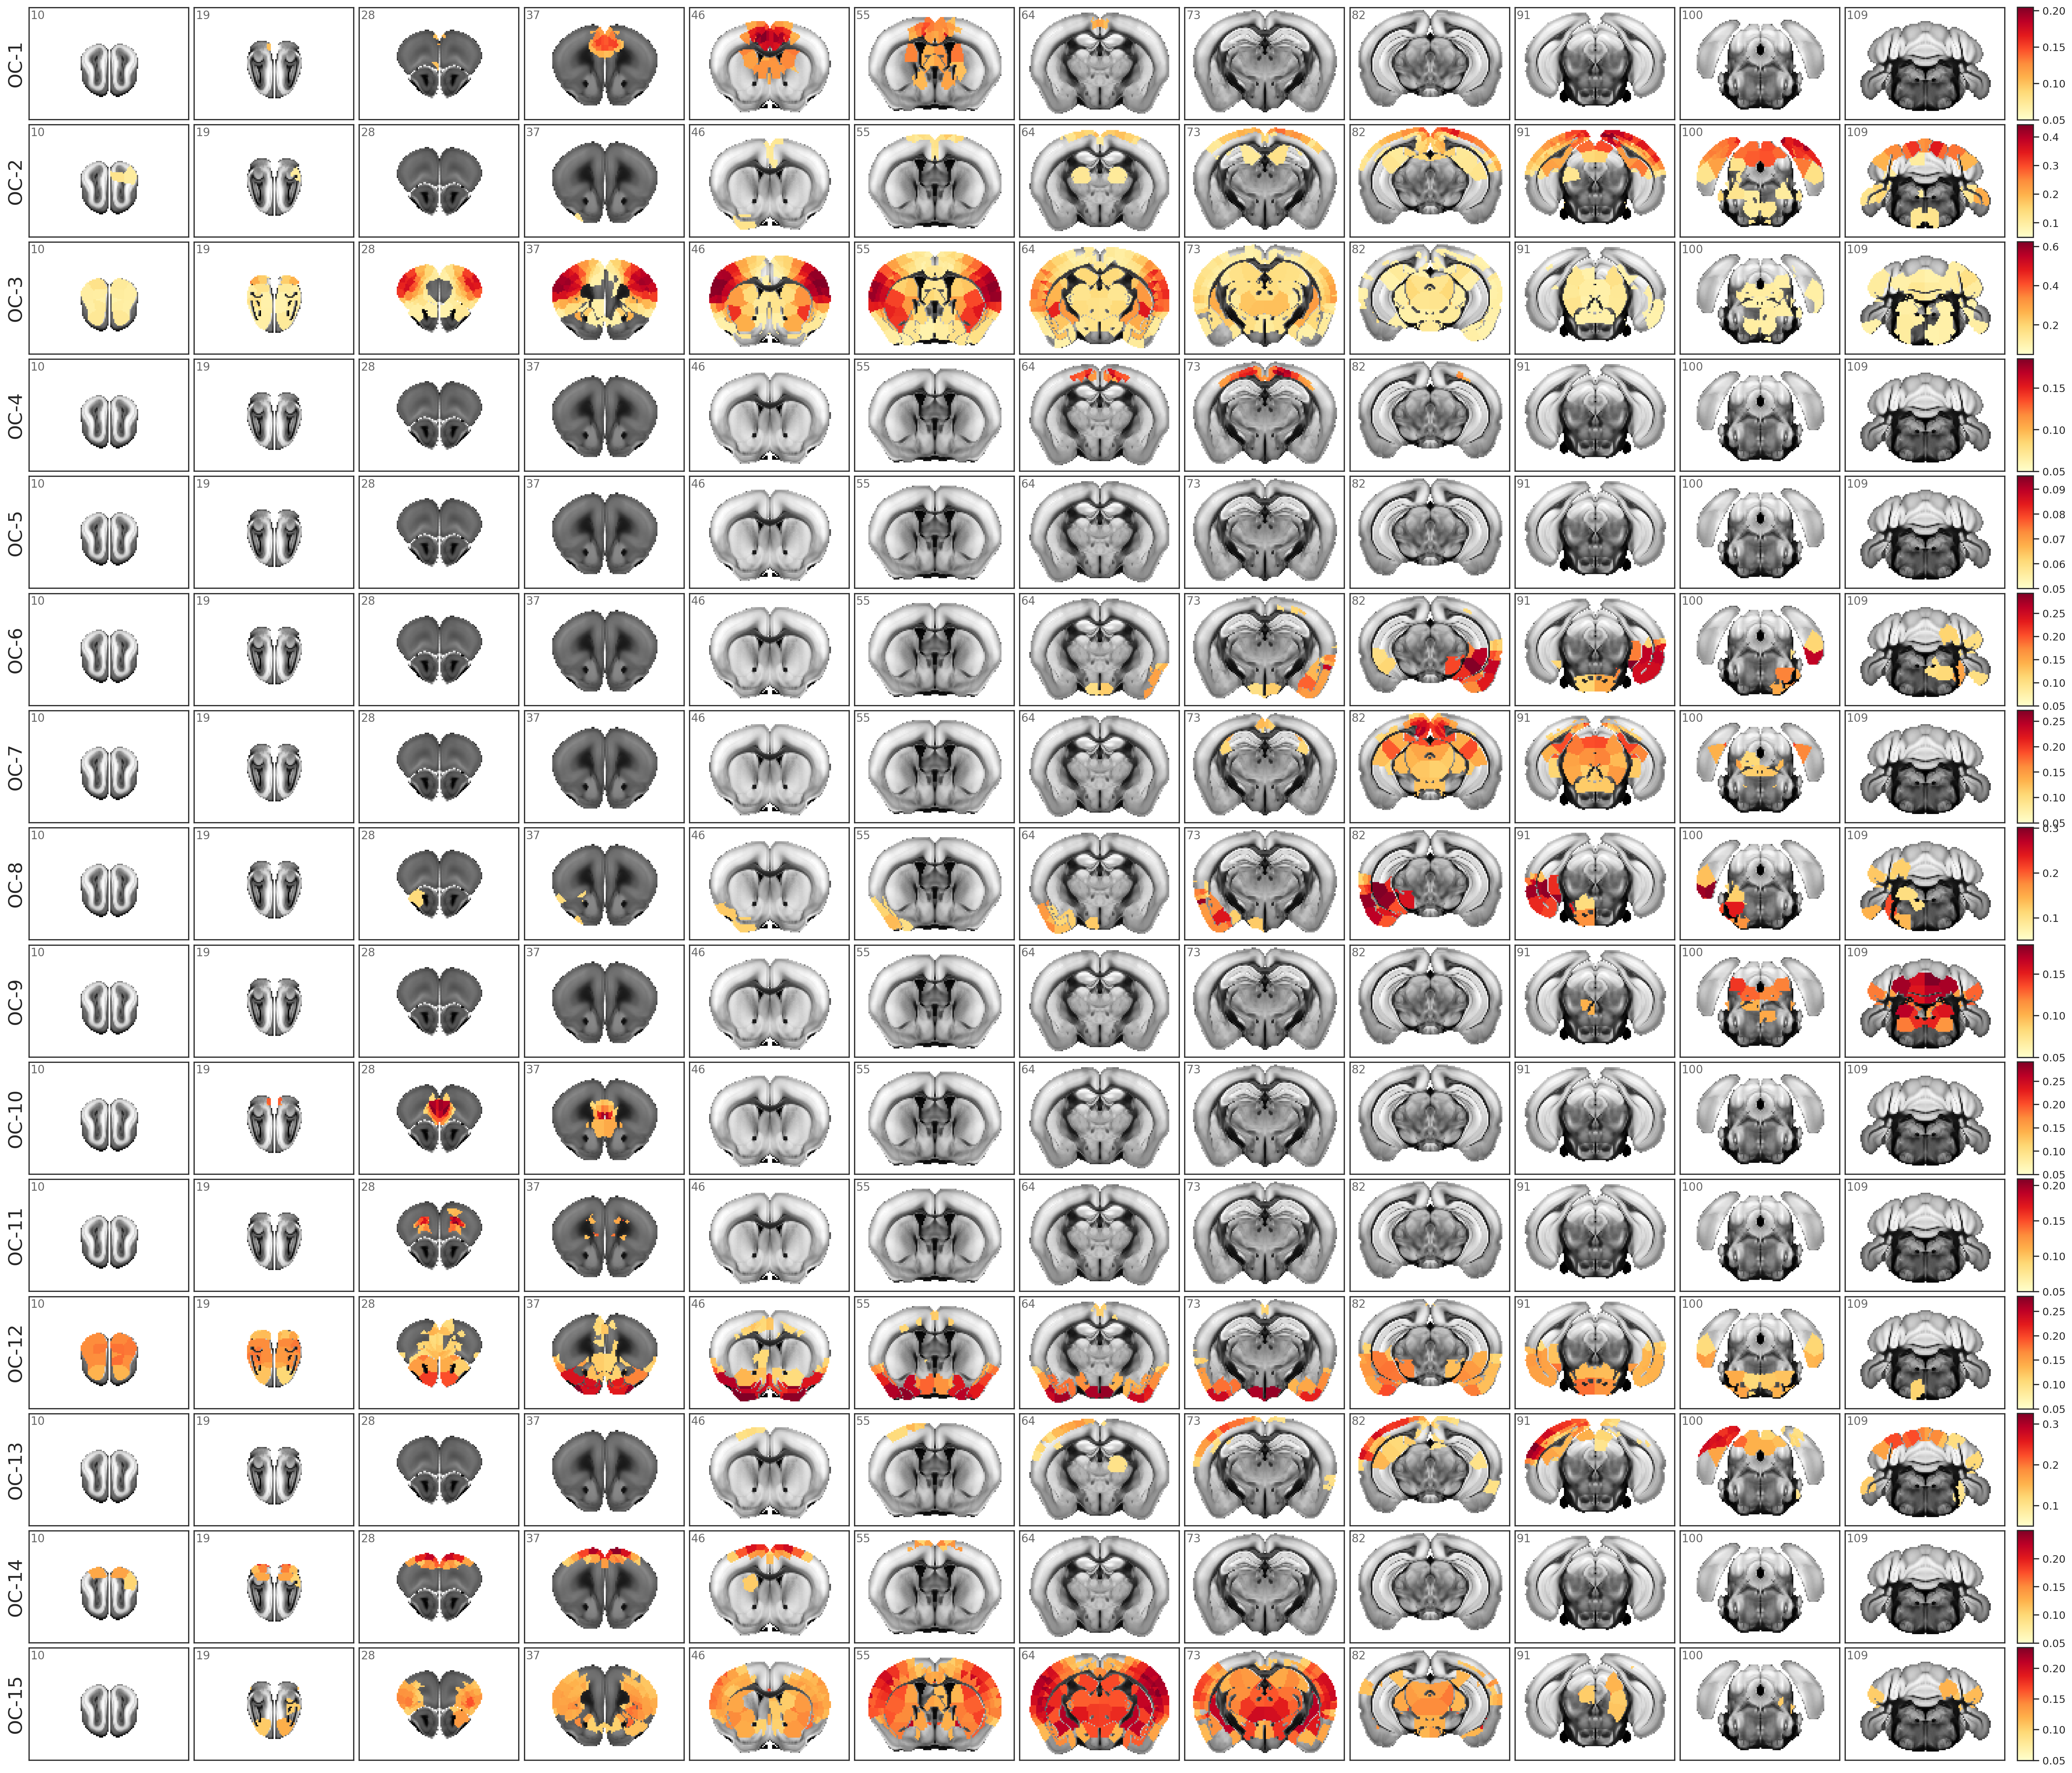 OC-1 10 19 28 37 46 55 64 73 82 91 100 109 0.20 0.15 0.10 0.05
OC-2 10 19 28 37 46 55 64 73 82 91 100 109 0.4 0.3 0.2 0.1
OC-3 10 19 28 37 46 55 64 73 82 91 100 109 0.6 0.4 0.2
OC-4 10 19 28 37 46 55 64 73 82 91 100 109 0.15 0.10 0.05
OC-5 10 19 28 37 46 55 64 73 82 91 100 109 0.09 0.08 0.07 0.06 0.05
OC-6 10 19 28 37 46 55 64 73 82 91 100 109 0.25 0.20 0.15 0.10 0.05
OC-7 10 19 28 37 46 55 64 73 82 91 100 109 0.25 0.20 0.15 0.10 0.05
OC-8 10 19 28 37 46 55 64 73 82 91 100 109 0.3 0.2 0.1
OC-9 10 19 28 37 46 55 64 73 82 91 100 109 0.15 0.10 0.05
OC-10 10 19 28 37 46 55 64 73 82 91 100 109 0.25 0.20 0.15 0.10 0.05
OC-11 10 19 28 37 46 55 64 73 82 91 100 109 0.20 0.15 0.10 0.05
OC-12 10 19 28 37 46 55 64 73 82 91 100 109 0.25 0.20 0.15 0.10 0.05
OC-13 10 19 28 37 46 55 64 73 82 91 100 109 0.3 0.2 0.1
OC-14 10 19 28 37 46 55 64 73 82 91 100 109 0.20 0.15 0.10 0.05
OC-15 10 19 28 37 46 55 64 73 82 91 100 109 0.20 0.15 0.10 0.05